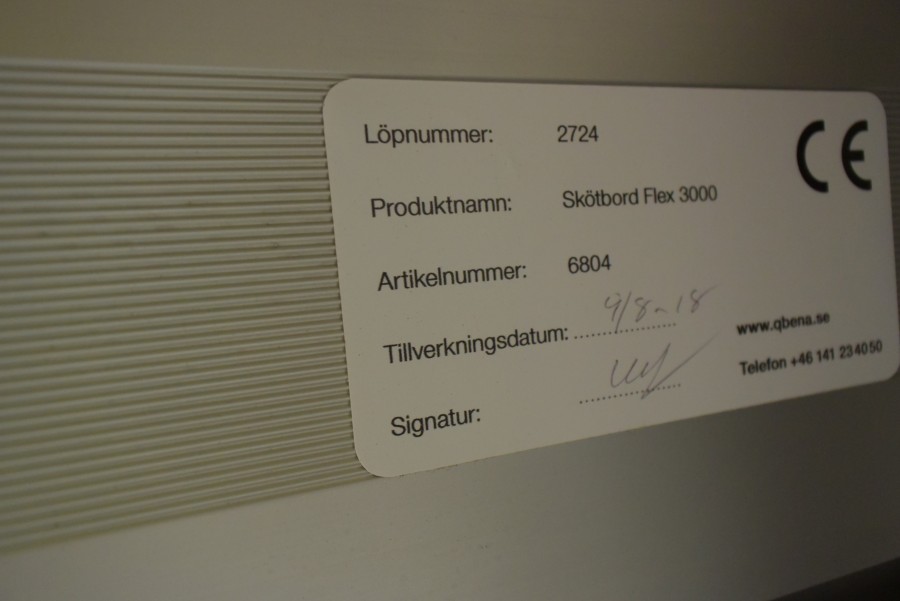 Löpnummer: 2724
CE
Produktnamn: Skötbord Flex 3000
Artikelnummer: 6804
Tillverkningsdatum: 9/8-18
www.qbena.se
Signatur:
Telefon +46 141 23 40 50